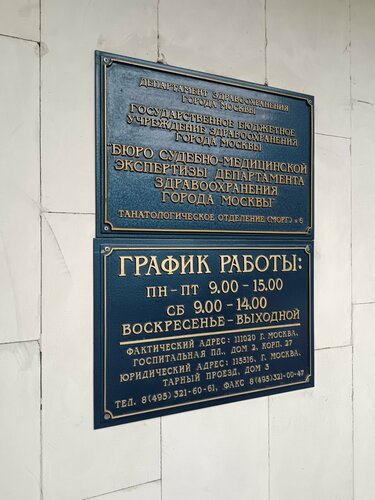 ДЕПАРТАМЕНТ ЗДРАВООХРАНЕНИЯ
ГОРОДА МОСКВЫ
ГОСУДАРСТВЕННОЕ БЮДЖЕТНОЕ
УЧРЕЖДЕНИЕ ЗДРАВООХРАНЕНИЯ
ГОРОДА МОСКВЫ
"БЮРО СУДЕБНО-МЕДИЦИНСКОЙ
ЭКСПЕРТИЗЫ ДЕПАРТАМЕНТА
ЗДРАВООХРАНЕНИЯ
ГОРОДА МОСКВЫ"
ТАНАТОЛОГИЧЕСКОЕ ОТДЕЛЕНИЕ (МОРГ) № 6
ГРАФИК РАБОТЫ:
ПН-ПТ 9.00-15.00
СБ 9.00-14.00
ВОСКРЕСЕНЬЕ-ВЫХОДНОЙ
ФАКТИЧЕСКИЙ АДРЕС: 111020 Г. МОСКВА,
ГОСПИТАЛЬНАЯ ПЛ., ДОМ 2, КОРП. 27
ЮРИДИЧЕСКИЙ АДРЕС: 115516, Г. МОСКВА,
ТАРНЫЙ ПРОЕЗД, ДОМ 3
ТЕЛ. 8(495)321-60-61, ФАКС 8(495)321-00-47